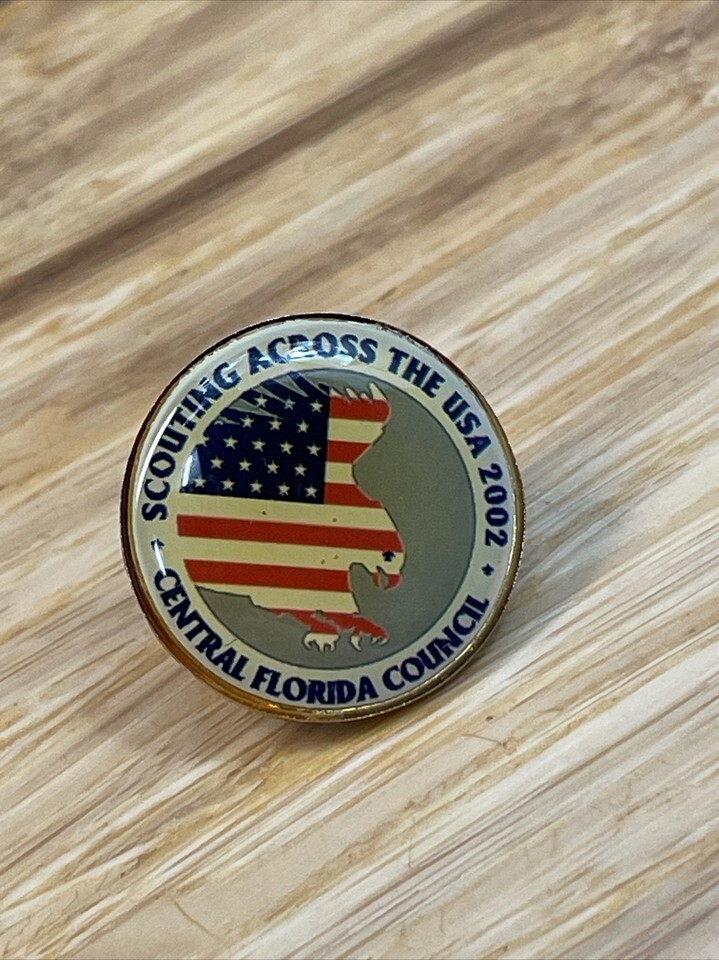 SCOUTING ACROSS THE USA 2002
CENTRAL FLORIDA COUNCIL